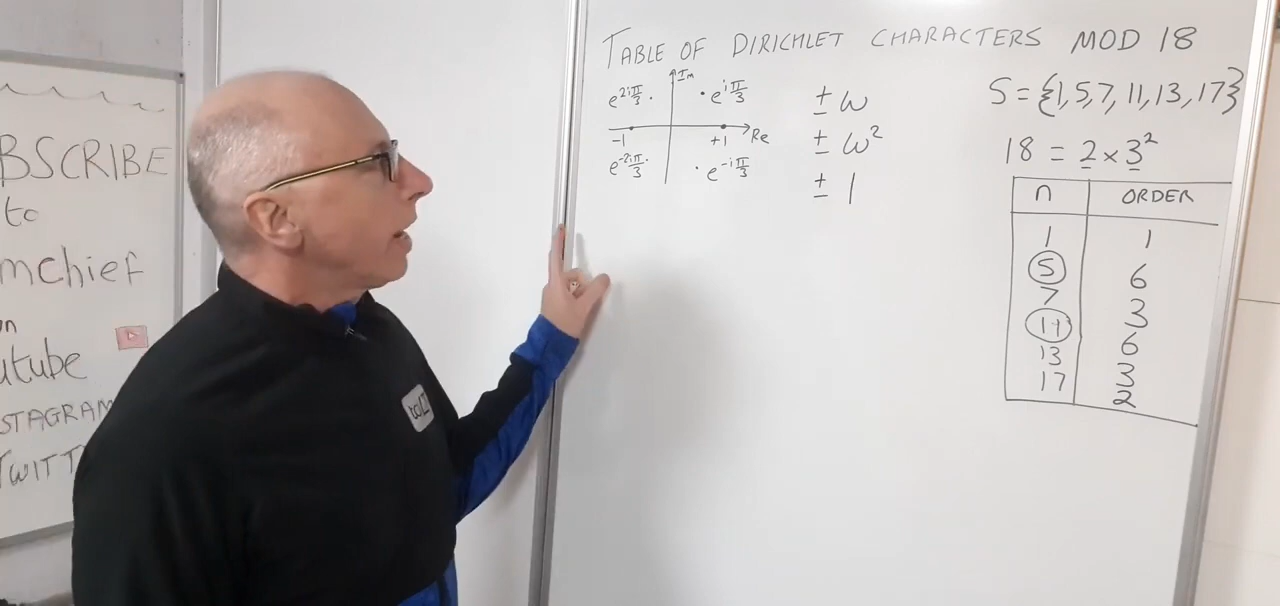 BSCRIBE
to
mchief
on
utube
STAGRAM
TWITT
TABLE OF DIRICHLET CHARACTERS MOD 18
Im
e^{2iπ/3}
e^{iπ/3}
-1
+1
Re
e^{-2iπ/3}
e^{-iπ/3}
± ω
± ω²
± 1
S = {1,5,7,11,13,17}
18 = 2 × 3²
n ORDER
1 1
5 6
7 3
11 6
13 3
17 2